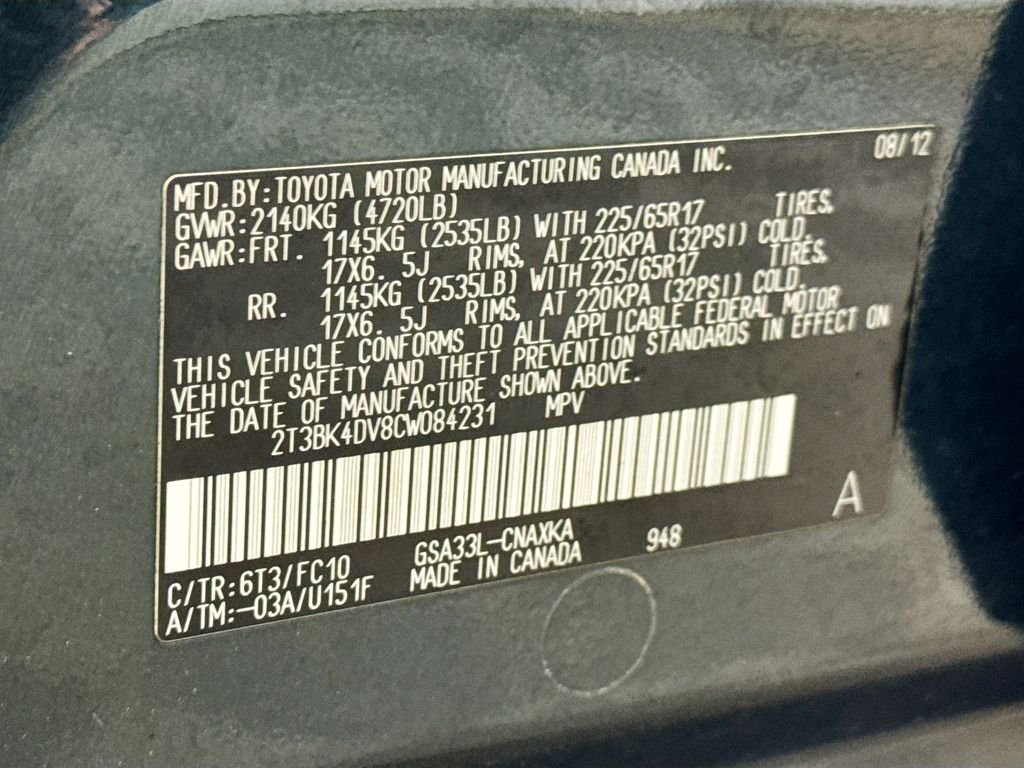 08/12
MFD. BY: TOYOTA MOTOR MANUFACTURING CANADA INC.
GVWR: 2140KG (4720LB)
GAWR: FRT. 1145KG (2535LB) WITH 225/65R17 TIRES,
17X6. 5J RIMS, AT 220KPA (32PSI) COLD.
RR. 1145KG (2535LB) WITH 225/65R17 TIRES,
17X6. 5J RIMS, AT 220KPA (32PSI) COLD.
THIS VEHICLE CONFORMS TO ALL APPLICABLE FEDERAL MOTOR
VEHICLE SAFETY AND THEFT PREVENTION STANDARDS IN EFFECT ON
THE DATE OF MANUFACTURE SHOWN ABOVE.
2T3BK4DV8CW084231 MPV
A
C/TR: 6T3/FC10 GSA33L-CNAXKA 948
A/TM: -03A/U151F MADE IN CANADA